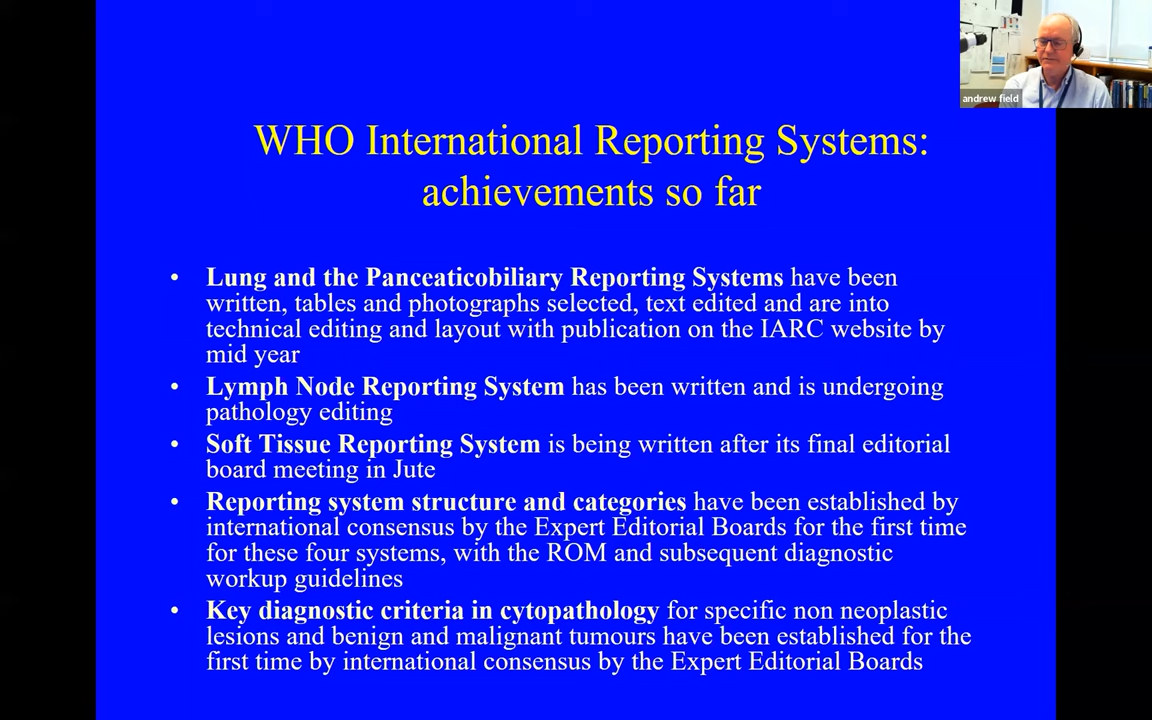 andrew field
WHO International Reporting Systems:
achievements so far
• Lung and the Panceaticobiliary Reporting Systems have been
written, tables and photographs selected, text edited and are into
technical editing and layout with publication on the IARC website by
mid year
• Lymph Node Reporting System has been written and is undergoing
pathology editing
• Soft Tissue Reporting System is being written after its final editorial
board meeting in Jute
• Reporting system structure and categories have been established by
international consensus by the Expert Editorial Boards for the first time
for these four systems, with the ROM and subsequent diagnostic
workup guidelines
• Key diagnostic criteria in cytopathology for specific non neoplastic
lesions and benign and malignant tumours have been established for the
first time by international consensus by the Expert Editorial Boards